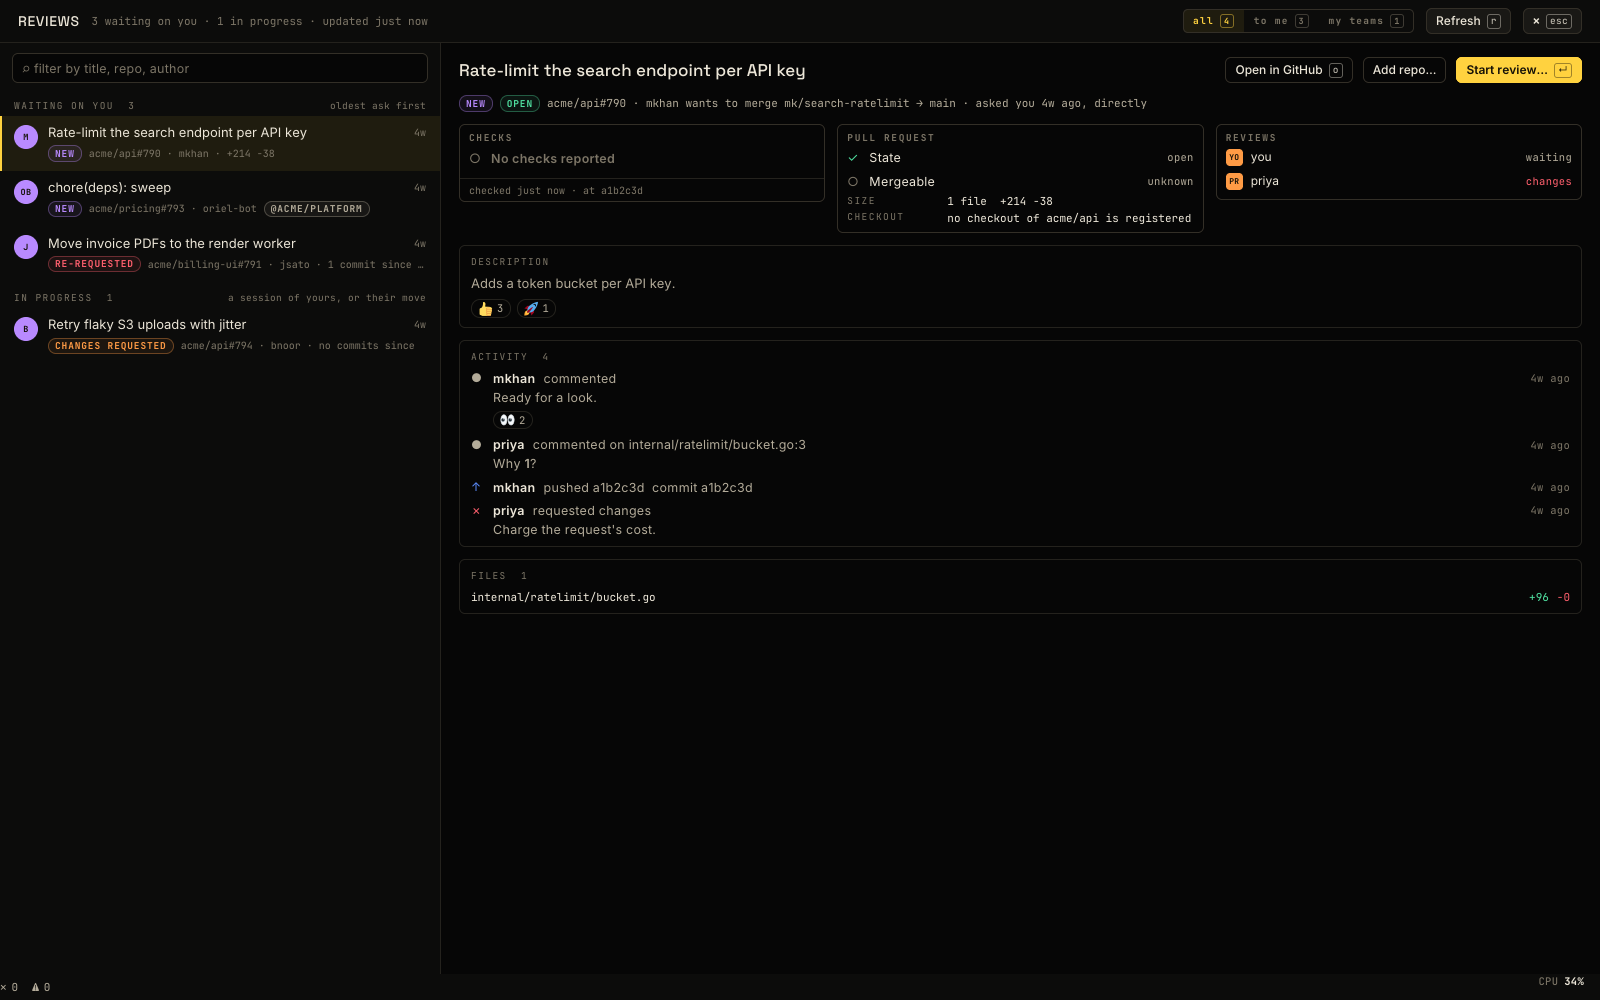 REVIEWS 3 waiting on you · 1 in progress · updated just now
all 4 to me 3 my teams 1 Refresh r × esc
filter by title, repo, author
WAITING ON YOU 3 oldest ask first
M Rate-limit the search endpoint per API key 4w
NEW acme/api#790 · mkhan · +214 -38
OB chore(deps): sweep 4w
NEW acme/pricing#793 · oriel-bot @ACME/PLATFORM
J Move invoice PDFs to the render worker 4w
RE-REQUESTED acme/billing-ui#791 · jsato · 1 commit since …
IN PROGRESS 1 a session of yours, or their move
B Retry flaky S3 uploads with jitter 4w
CHANGES REQUESTED acme/api#794 · bnoor · no commits since
Rate-limit the search endpoint per API key
Open in GitHub o Add repo… Start review… ↵
NEW OPEN acme/api#790 · mkhan wants to merge mk/search-ratelimit → main · asked you 4w ago, directly
CHECKS
No checks reported
checked just now · at a1b2c3d
PULL REQUEST
✓ State open
Mergeable unknown
SIZE 1 file +214 -38
CHECKOUT no checkout of acme/api is registered
REVIEWS
YO you waiting
PR priya changes
DESCRIPTION
Adds a token bucket per API key.
👍 3 🚀 1
ACTIVITY 4
mkhan commented 4w ago
Ready for a look.
👀 2
priya commented on internal/ratelimit/bucket.go:3 4w ago
Why 1?
↑ mkhan pushed a1b2c3d commit a1b2c3d 4w ago
× priya requested changes 4w ago
Charge the request's cost.
FILES 1
internal/ratelimit/bucket.go +96 -0
× 0 ⚠ 0
CPU 34%